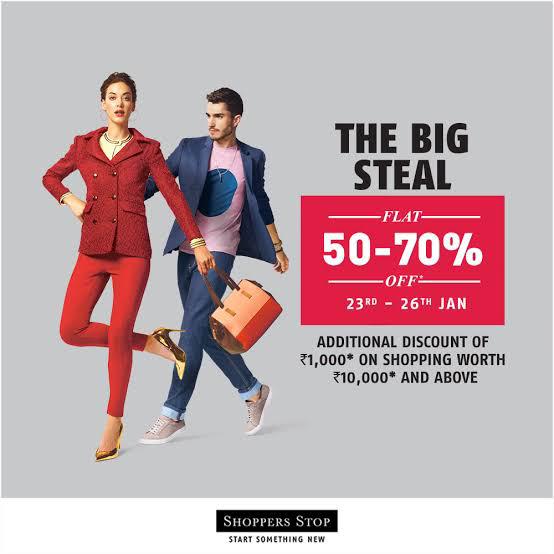 THE BIG
STEAL
FLAT
50-70%
OFF*
23RD – 26TH JAN
ADDITIONAL DISCOUNT OF
₹1,000* ON SHOPPING WORTH
₹10,000* AND ABOVE
SHOPPERS STOP
START SOMETHING NEW